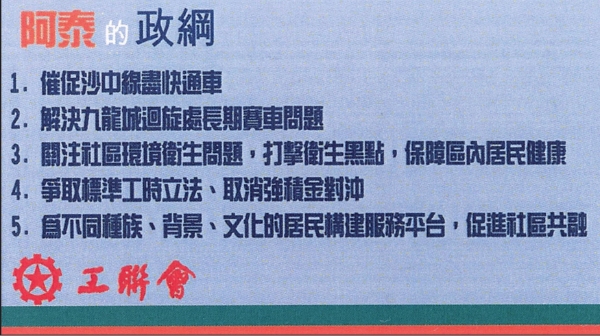 阿泰的政綱
1. 催促沙中線盡快通車
2. 解決九龍城迴旋處長期賽車問題
3. 關注社區環境衛生問題，打擊衛生黑點，保障區內居民健康
4. 爭取標準工時立法、取消強積金對沖
5. 為不同種族、背景、文化的居民構建服務平台，促進社區共融
工聯會